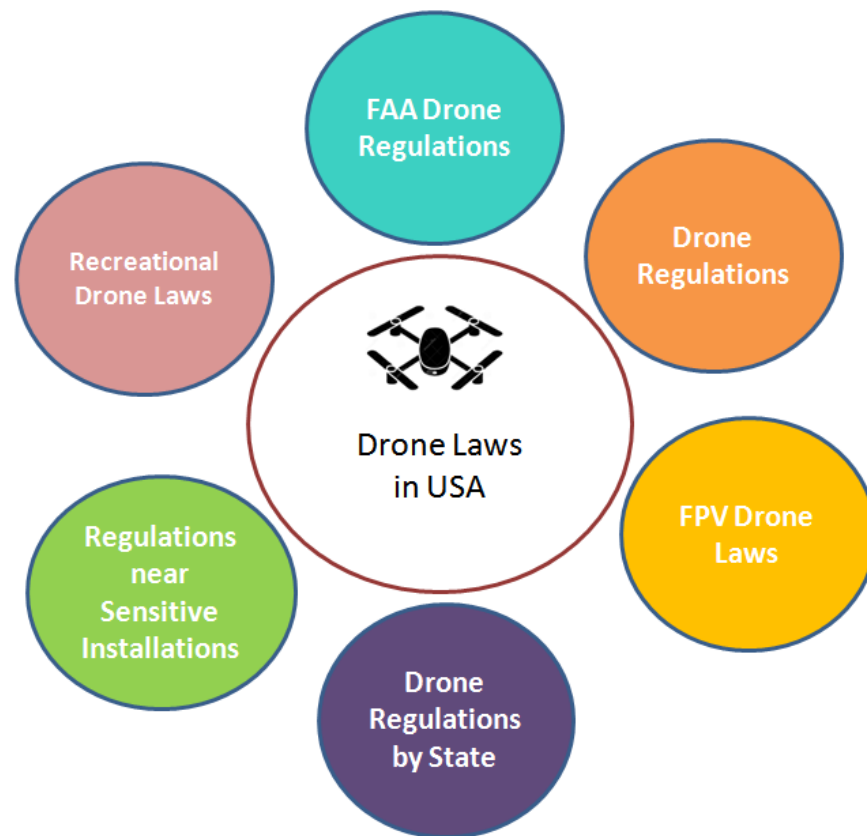 FAA Drone
Regulations
Drone
Regulations
FPV Drone
Laws
Drone
Regulations
by State
Regulations
near
Sensitive
Installations
Recreational
Drone Laws
Drone Laws
in USA